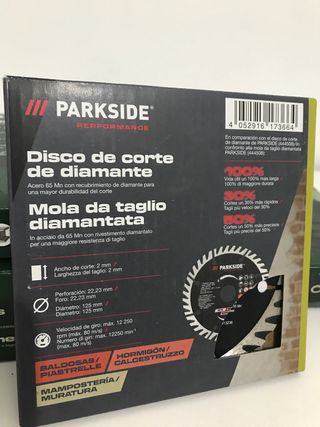 /// PARKSIDE®
PERFORMANCE
Disco de corte
de diamante
Acero 65 Mn con recubrimiento de diamante para
una mayor durabilidad del corte
Mola da taglio
diamantata
In acciaio da 65 Mn con rivestimento diamantato
per una maggiore resistenza di taglio
Ancho de corte: 2 mm
Larghezza del taglio: 2 mm
Perforación: 22,23 mm
Foro: 22,23 mm
Diámetro: 125 mm
Diametro: 125 mm
Velocidad de giro: máx. 12 250
rpm (máx. 80 m/s)
Numero di giri: max. 12250 min⁻¹
(max. 80 m/s)
BALDOSAS/
PIASTRELLE
HORMIGÓN/
CALCESTRUZZO
MAMPOSTERÍA/
MURATURA
4 052916 173664
En comparación con el disco de corte
de diamante de PARKSIDE (444508)/ In
confronto alla mola da taglio diamantata
PARKSIDE (444508)
100%
Vida útil un 100% más larga /
100% di maggiore durata
30%
Cortes un 30% más rápidos /
Tagli più veloci del 30%
50%
Cortes un 50% más precisos
Tagli più precisi del 50%
/// PARKSIDE